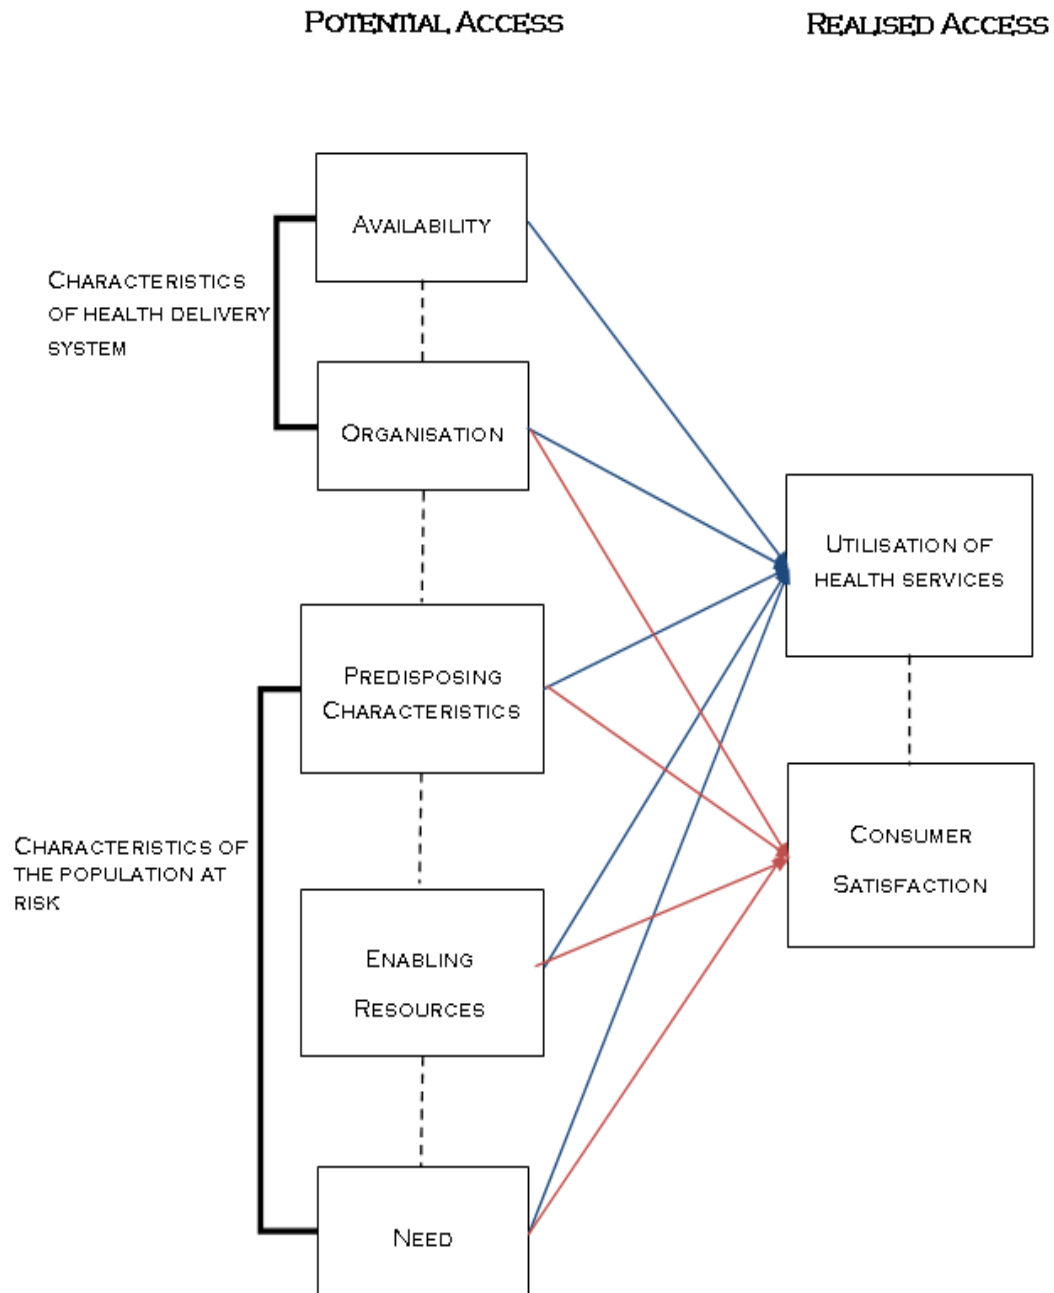 POTENTIAL ACCESS
REALISED ACCESS
AVAILABILITY
CHARACTERISTICS
OF HEALTH DELIVERY
SYSTEM
ORGANISATION
UTILISATION OF
HEALTH SERVICES
PREDISPOSING
CHARACTERISTICS
CHARACTERISTICS OF
THE POPULATION AT
RISK
CONSUMER
SATISFACTION
ENABLING
RESOURCES
NEED